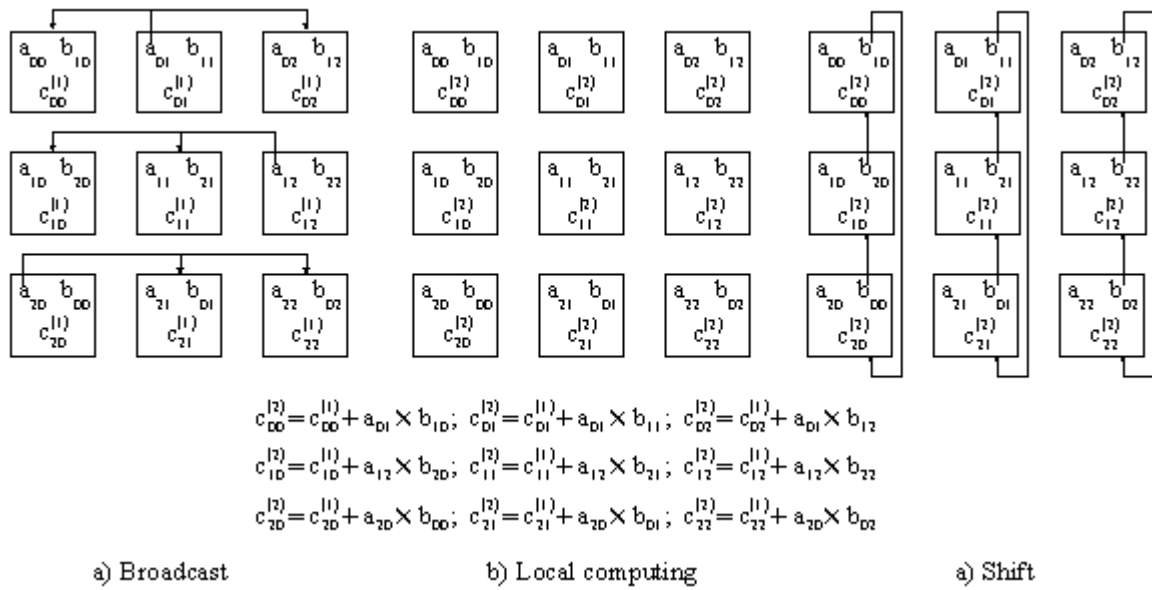 a₀₀ b₁₀ a₀₁ b₁₁ a₀₂ b₁₂ a₀₀ b₁₀ a₀₁ b₁₁ a₀₂ b₁₂ a₀₀ b₁₀ a₀₁ b₁₁ a₀₂ b₁₂
c₀₀⁽¹⁾ c₀₁⁽¹⁾ c₀₂⁽¹⁾ c₀₀⁽²⁾ c₀₁⁽²⁾ c₀₂⁽²⁾ c₀₀⁽²⁾ c₀₁⁽²⁾ c₀₂⁽²⁾
a₁₀ b₂₀ a₁₁ b₂₁ a₁₂ b₂₂ a₁₀ b₂₀ a₁₁ b₂₁ a₁₂ b₂₂ a₁₀ b₂₀ a₁₁ b₂₁ a₁₂ b₂₂
c₁₀⁽¹⁾ c₁₁⁽¹⁾ c₁₂⁽¹⁾ c₁₀⁽²⁾ c₁₁⁽²⁾ c₁₂⁽²⁾ c₁₀⁽²⁾ c₁₁⁽²⁾ c₁₂⁽²⁾
a₂₀ b₀₀ a₂₁ b₀₁ a₂₂ b₀₂ a₂₀ b₀₀ a₂₁ b₀₁ a₂₂ b₀₂ a₂₀ b₀₀ a₂₁ b₀₁ a₂₂ b₀₂
c₂₀⁽¹⁾ c₂₁⁽¹⁾ c₂₂⁽¹⁾ c₂₀⁽²⁾ c₂₁⁽²⁾ c₂₂⁽²⁾ c₂₀⁽²⁾ c₂₁⁽²⁾ c₂₂⁽²⁾
c₀₀⁽²⁾=c₀₀⁽¹⁾+a₀₁×b₁₀; c₀₁⁽²⁾=c₀₁⁽¹⁾+a₀₁×b₁₁; c₀₂⁽²⁾=c₀₂⁽¹⁾+a₀₁×b₁₂
c₁₀⁽²⁾=c₁₀⁽¹⁾+a₁₂×b₂₀; c₁₁⁽²⁾=c₁₁⁽¹⁾+a₁₂×b₂₁; c₁₂⁽²⁾=c₁₂⁽¹⁾+a₁₂×b₂₂
c₂₀⁽²⁾=c₂₀⁽¹⁾+a₂₀×b₀₀; c₂₁⁽²⁾=c₂₁⁽¹⁾+a₂₀×b₀₁; c₂₂⁽²⁾=c₂₂⁽¹⁾+a₂₀×b₀₂
a) Broadcast b) Local computing a) Shift